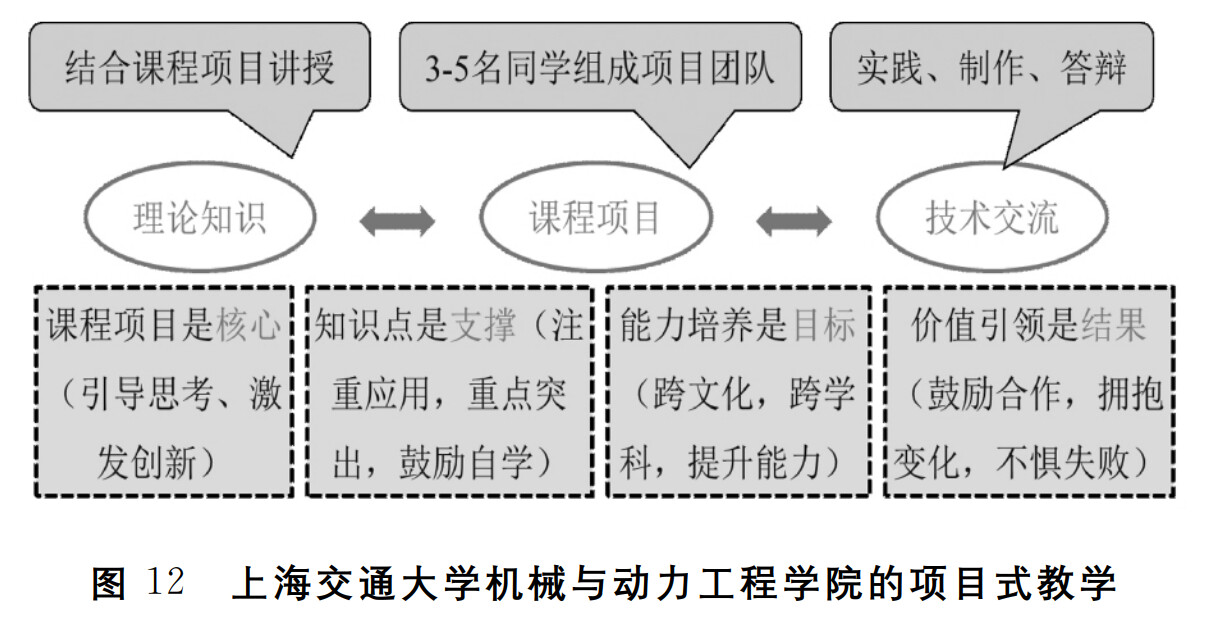 结合课程项目讲授
3-5名同学组成项目团队
实践、制作、答辩
理论知识
课程项目
技术交流
课程项目是核心
（引导思考、激
发创新）
知识点是支撑（注
重应用，重点突
出，鼓励自学）
能力培养是目标
（跨文化，跨学
科，提升能力）
价值引领是结果
（鼓励合作，拥抱
变化，不惧失败）
图 12 上海交通大学机械与动力工程学院的项目式教学